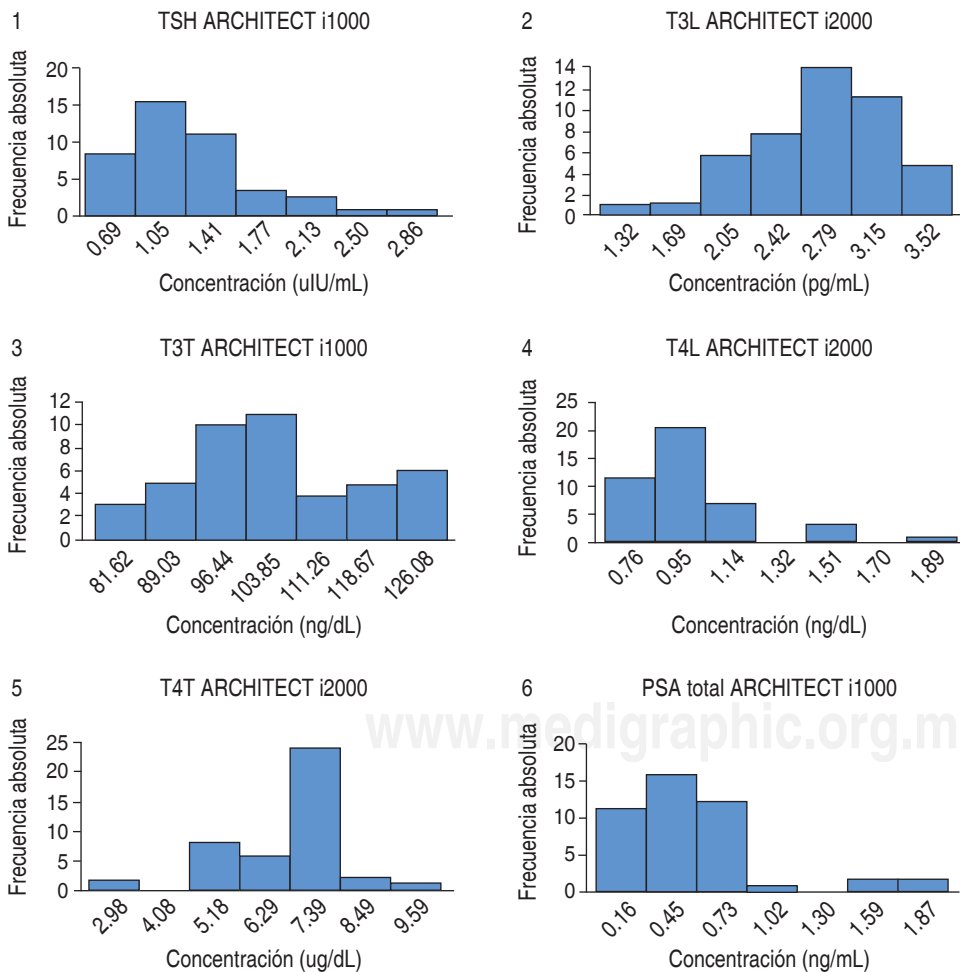 1 TSH ARCHITECT i1000
Frecuencia absoluta
20
15
10
5
0
0.69 1.05 1.41 1.77 2.13 2.50 2.86
Concentración (uIU/mL)
2 T3L ARCHITECT i2000
Frecuencia absoluta
14
12
10
8
6
4
2
0
1.32 1.69 2.05 2.42 2.79 3.15 3.52
Concentración (pg/mL)
3 T3T ARCHITECT i1000
Frecuencia absoluta
12
10
8
6
4
2
0
81.62 89.03 96.44 103.85 111.26 118.67 126.08
Concentración (ng/dL)
4 T4L ARCHITECT i2000
Frecuencia absoluta
25
20
15
10
5
0
0.76 0.95 1.14 1.32 1.51 1.70 1.89
Concentración (ng/dL)
5 T4T ARCHITECT i2000
Frecuencia absoluta
25
20
15
10
5
0
2.98 4.08 5.18 6.29 7.39 8.49 9.59
Concentración (ug/dL)
6 PSA total ARCHITECT i1000
www.medigraphic.org.m
Frecuencia absoluta
20
15
10
5
0
0.16 0.45 0.73 1.02 1.30 1.59 1.87
Concentración (ng/mL)